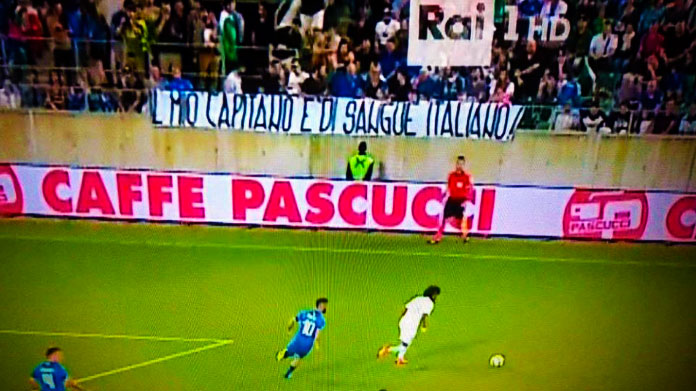 Rai 1 HD
IL MIO CAPITANO È DI SANGUE ITALIANO!
CAFFE PASCUCCI
PASCUCCI
10